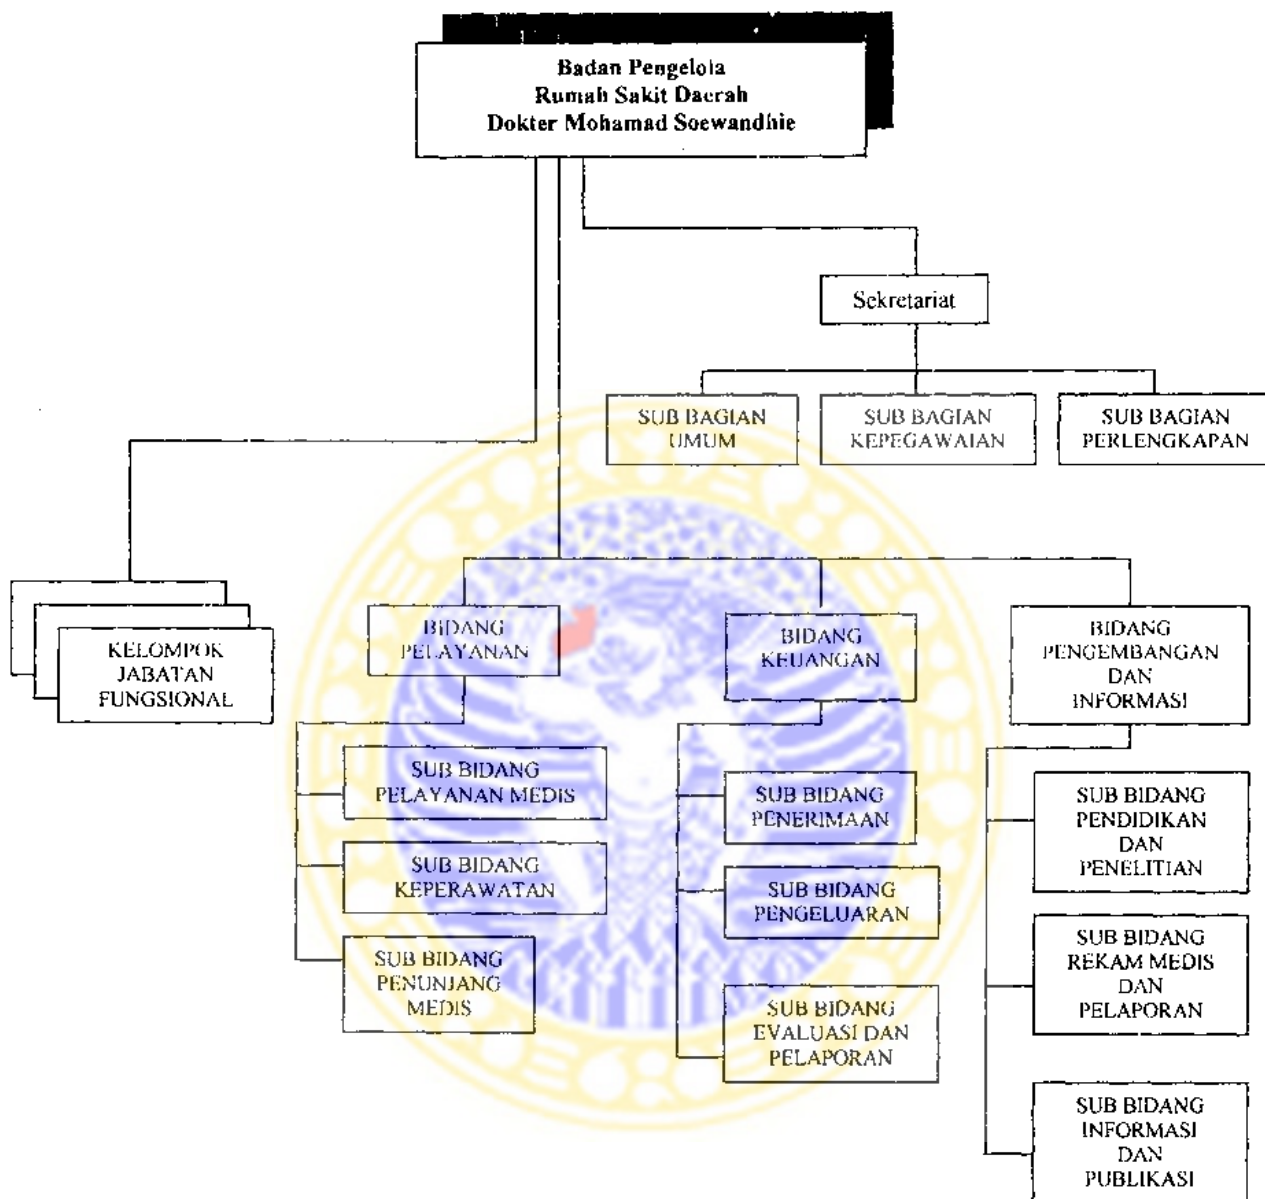 Badan Pengelola
Rumah Sakit Daerah
Dokter Mohamad Soewandhie
Sekretariat
SUB BAGIAN
UMUM
SUB BAGIAN
KEPEGAWAIAN
SUB BAGIAN
PERLENGKAPAN
KELOMPOK
JABATAN
FUNGSIONAL
BIDANG
PELAYANAN
BIDANG
KEUANGAN
BIDANG
PENGEMBANGAN
DAN
INFORMASI
SUB BIDANG
PELAYANAN MEDIS
SUB BIDANG
KEPERAWATAN
SUB BIDANG
PENUNJANG
MEDIS
SUB BIDANG
PENERIMAAN
SUB BIDANG
PENGELUARAN
SUB BIDANG
EVALUASI DAN
PELAPORAN
SUB BIDANG
PENDIDIKAN
DAN
PENELITIAN
SUB BIDANG
REKAM MEDIS
DAN
PELAPORAN
SUB BIDANG
INFORMASI
DAN
PUBLIKASI